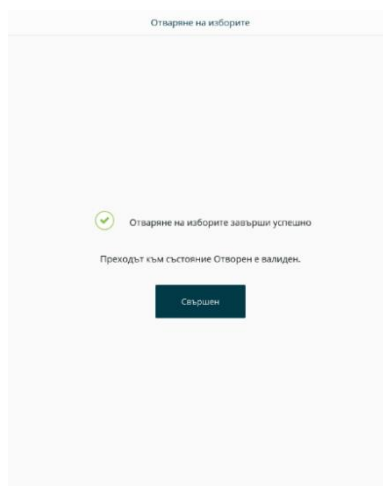 Отваряне на изборите
Отваряне на изборите завърши успешно
Преходът към състояние Отворен е валиден.
Свършен